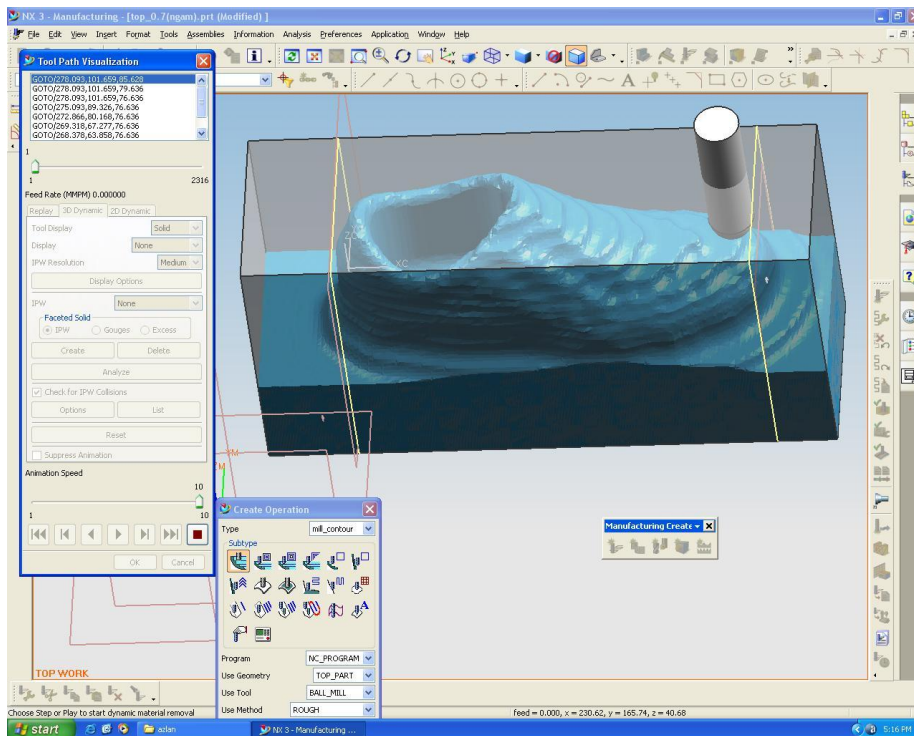 NX 3 - Manufacturing - [top_0.7(ngam).prt (Modified) ]
File Edit View Insert Format Tools Assemblies Information Analysis Preferences Application Window Help
Tool Path Visualization
GOTO/278.093,101.659,85.628
GOTO/278.093,101.659,79.636
GOTO/278.093,101.659,76.636
GOTO/275.093,89.326,76.636
GOTO/272.866,80.168,76.636
GOTO/269.318,67.277,76.636
GOTO/268.378,63.858,76.636
1
1 2316
Feed Rate (MMPM) 0.000000
Replay 3D Dynamic 2D Dynamic
Tool Display Solid
Display None
IPW Resolution Medium
Display Options
IPW None
Faceted Solid
IPW Gouges Excess
Create Delete
Analyze
Check for IPW Collisions
Options List
Reset
Suppress Animation
Animation Speed
10
1 10
OK Cancel
XC
Create Operation
Type mill_contour
Subtype
Program NC_PROGRAM
Use Geometry TOP_PART
Use Tool BALL_MILL
Use Method ROUGH
Manufacturing Create
TOP WORK
Choose Step or Play to start dynamic material removal
feed = 0.000, x = 230.62, y = 165.74, z = 40.68
start
azlan
NX 3 - Manufacturing ...
5:16 PM